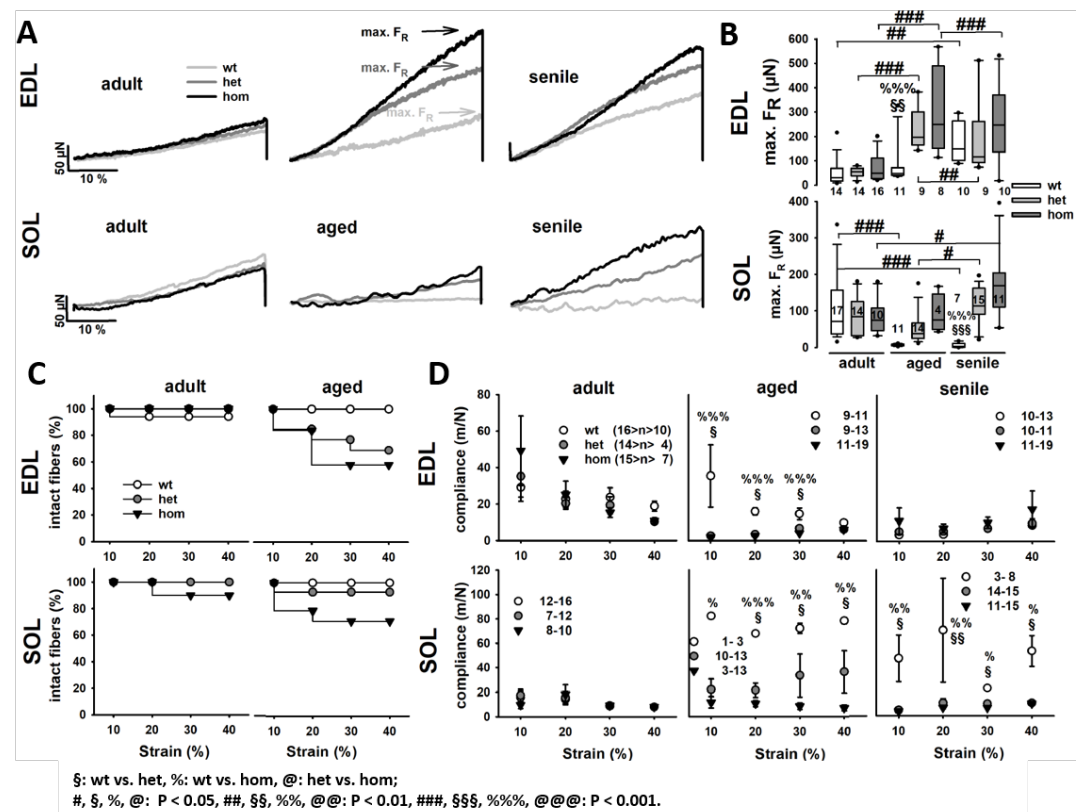 A
EDL
adult
wt
het
hom
50 µN
10 %
max. FR
max. FR
max. FR
senile
SOL
adult
aged
senile
50 µN
10 %
B
EDL
max. FR (µN)
600
500
400
300
200
100
0
###
##
###
###
%%%
§§
##
14 14 16 11 9 8 10 9 10
wt
het
hom
SOL
max. FR (µN)
400
300
200
100
0
###
#
#
###
17 14 10 11 14 4 7 15 11
%%%
§§§
adult aged senile
C
adult aged
EDL
intact fibers (%)
100
80
60
40
20
0
wt
het
hom
10 20 30 40 10 20 30 40
SOL
intact fibers (%)
100
80
60
40
20
0
10 20 30 40 10 20 30 40
Strain (%) Strain (%)
D
adult aged senile
EDL
compliance (m/N)
80
60
40
20
0
wt (16>n>10)
het (14>n> 4)
hom (15>n> 7)
%%%
§
%%%
§
%%%
§
9-11
9-13
11-19
10-13
10-11
11-19
10 20 30 40 10 20 30 40 10 20 30 40
SOL
compliance (m/N)
120
100
80
60
40
20
0
12-16
7-12
8-10
%
%%%
§
%%
§
%%
§
1- 3
10-13
3-13
%%
§
%%
§§
%
§
%
§
3- 8
14-15
11-15
10 20 30 40 10 20 30 40 10 20 30 40
Strain (%) Strain (%) Strain (%)
§: wt vs. het, %: wt vs. hom, @: het vs. hom;
#, §, %, @: P < 0.05, ##, §§, %%, @@: P < 0.01, ###, §§§, %%%, @@@: P < 0.001.